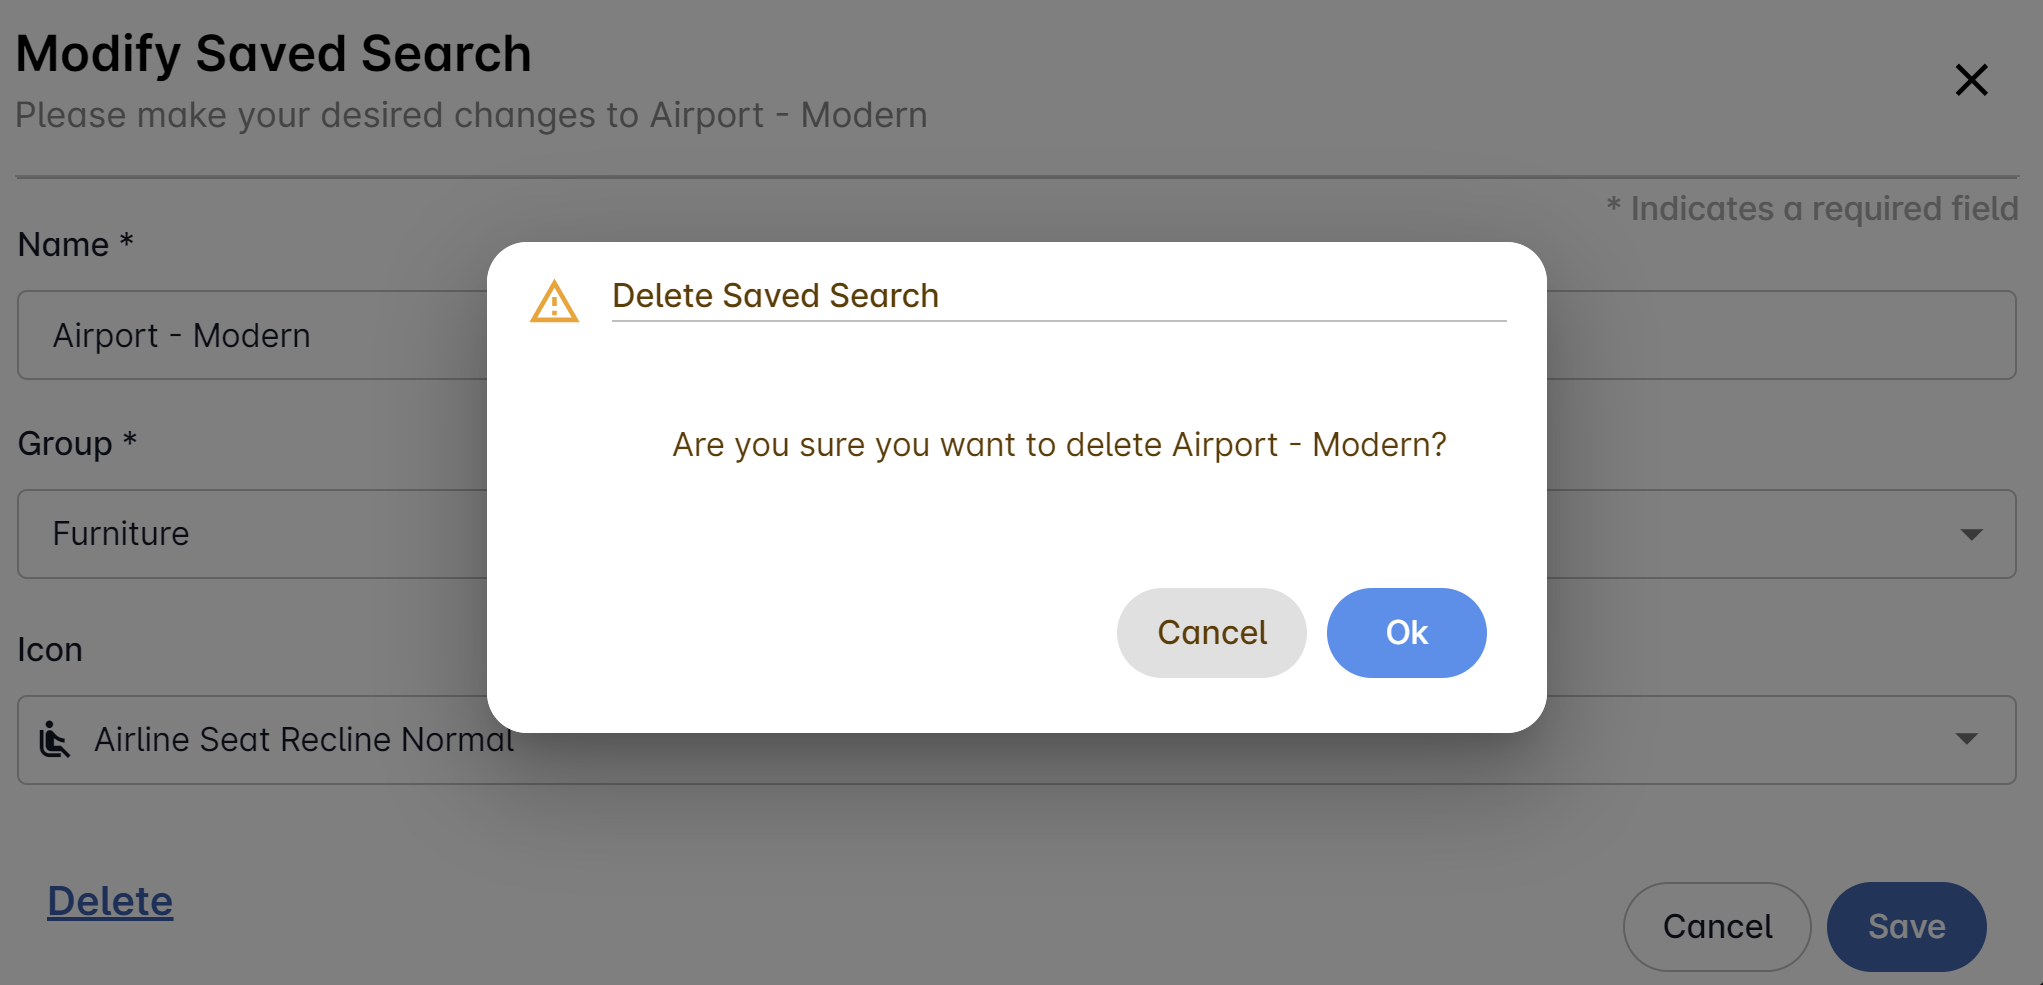 Modify Saved Search
Please make your desired changes to Airport - Modern
* Indicates a required field
Name *
Airport - Modern
Group *
Furniture
Icon
Airline Seat Recline Normal
Delete Saved Search
Are you sure you want to delete Airport - Modern?
Cancel
Ok
Delete
Cancel
Save